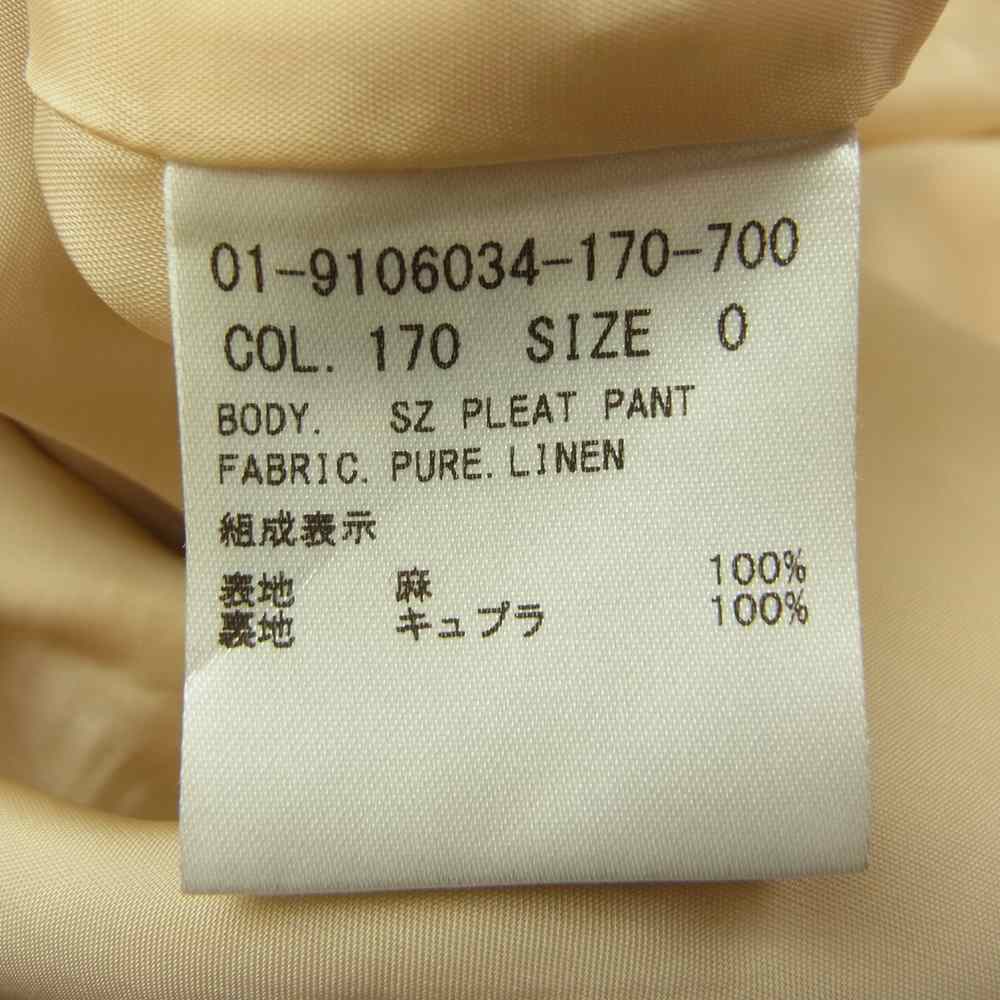 01-9106034-170-700
COL. 170 SIZE 0
BODY. SZ PLEAT PANT
FABRIC. PURE. LINEN
組成表示
表地 麻 100%
裏地 キュプラ 100%